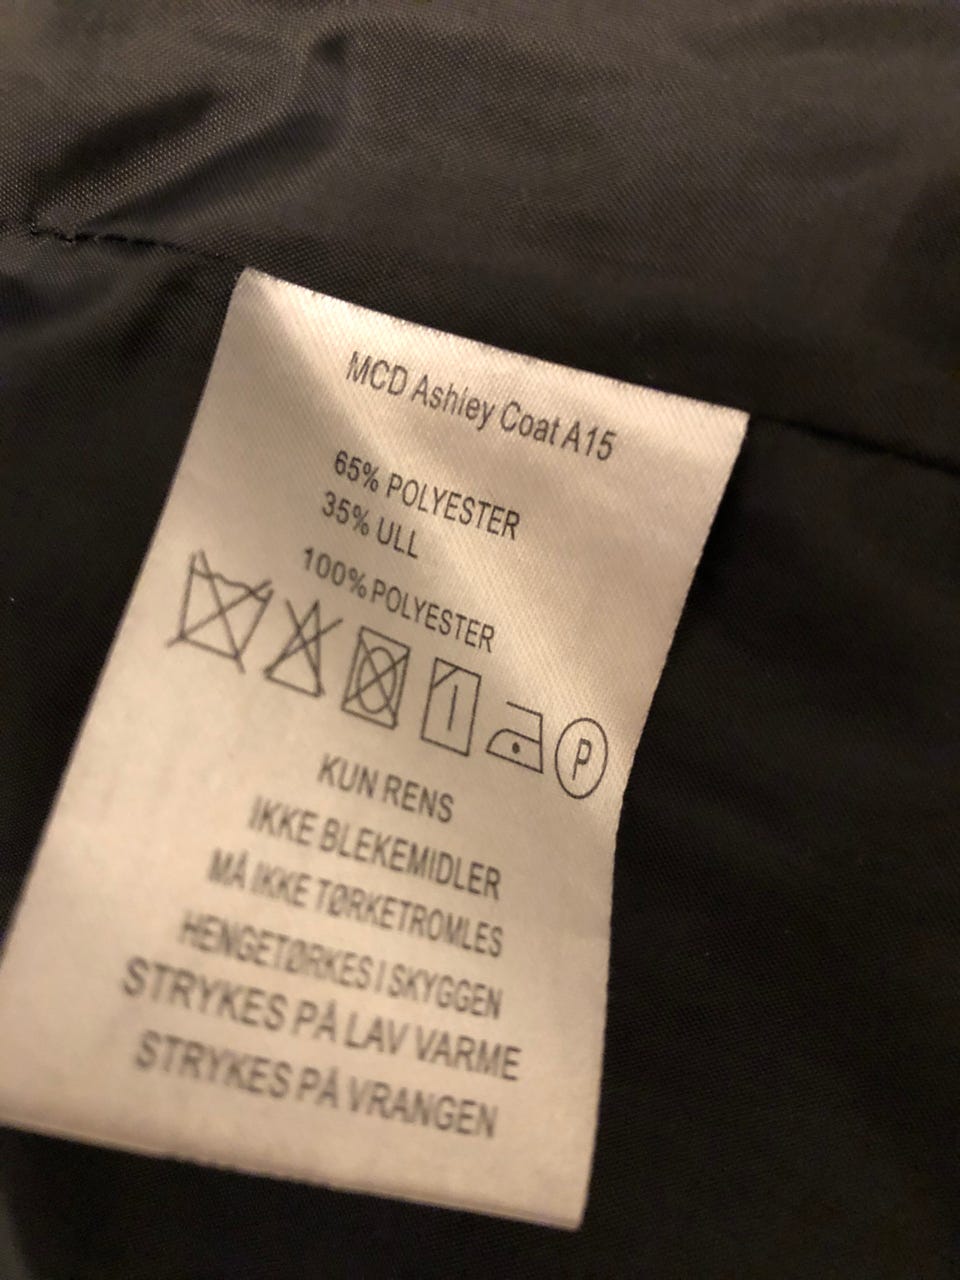 MCD Ashley Coat A15
65% POLYESTER
35% ULL
100% POLYESTER
P
KUN RENS
IKKE BLEKEMIDLER
MÅ IKKE TØRKETROMLES
HENGETØRKES I SKYGGEN
STRYKES PÅ LAV VARME
STRYKES PÅ VRANGEN